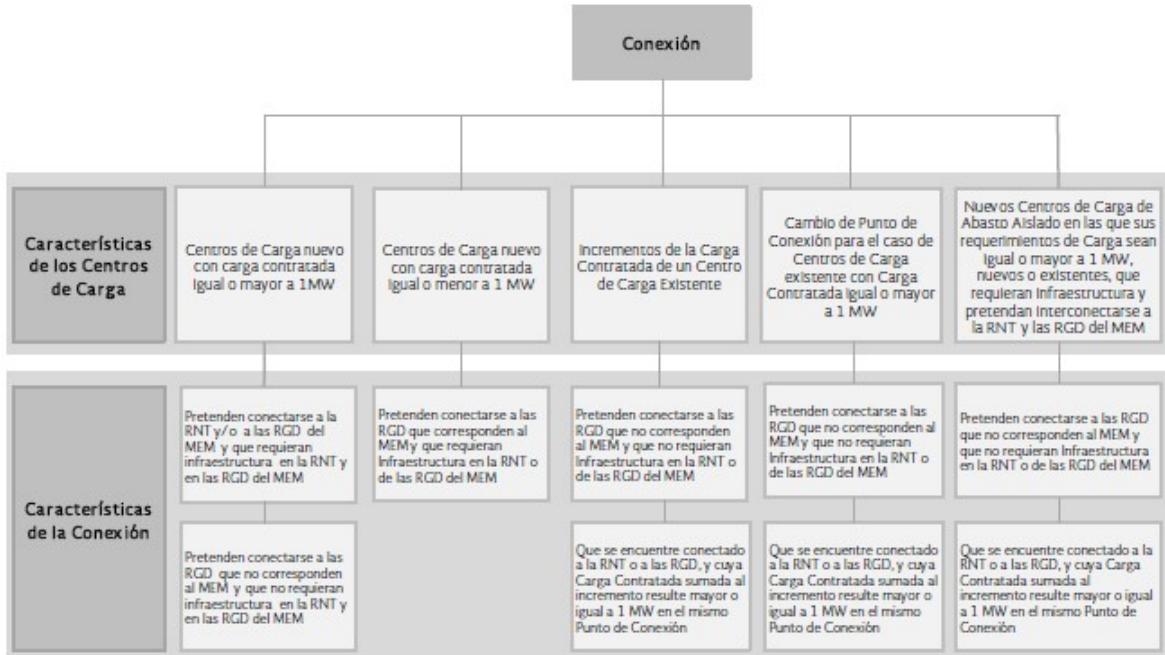 Conexión
Características
de los Centros
de Carga
Centros de Carga nuevo
con carga contratada
igual o mayor a 1MW
Centros de Carga nuevo
con carga contratada
igual o menor a 1 MW
Incrementos de la Carga
Contratada de un Centro
de Carga Existente
Cambio de Punto de
Conexión para el caso de
Centros de Carga
existente con Carga
Contratada igual o mayor
a 1 MW
Nuevos Centros de Carga de
Abasto Aislado en las que sus
requerimientos de Carga sean
igual o mayor a 1 MW,
nuevos o existentes, que
requieran Infraestructura y
pretendan Interconectarse a
la RNT y las RGD del MEM
Características
de la Conexión
Pretenden conectarse a la
RNT y/o a las RGD del
MEM y que requieran
infraestructura en la RNT y
en las RGD del MEM
Pretenden conectarse a las
RGD que corresponden al
MEM y que requieran
Infraestructura en la RNT o
de las RGD del MEM
Pretenden conectarse a las
RGD que no corresponden
al MEM y que no requieran
Infraestructura en la RNT o
de las RGD del MEM
Pretenden conectarse a las
RGD que no corresponden
al MEM y que no requieran
Infraestructura en la RNT o
de las RGD del MEM
Pretenden conectarse a las RGD
que no corresponden al MEM y
que no requieran Infraestructura
en la RNT o de las RGD del MEM
Pretenden conectarse a las
RGD que no corresponden
al MEM y que no requieran
infraestructura en la RNT y
en las RGD del MEM
Que se encuentre conectado
a la RNT o a las RGD, y cuya
Carga Contratada sumada al
incremento resulte mayor o
igual a 1 MW en el mismo
Punto de Conexión
Que se encuentre conectado
a la RNT o a las RGD, y cuya
Carga Contratada sumada al
incremento resulte mayor o
igual a 1 MW en el mismo
Punto de Conexión
Que se encuentre conectado a la
RNT o a las RGD, y cuya Carga
Contratada sumada al
incremento resulte mayor o igual
a 1 MW en el mismo Punto de
Conexión